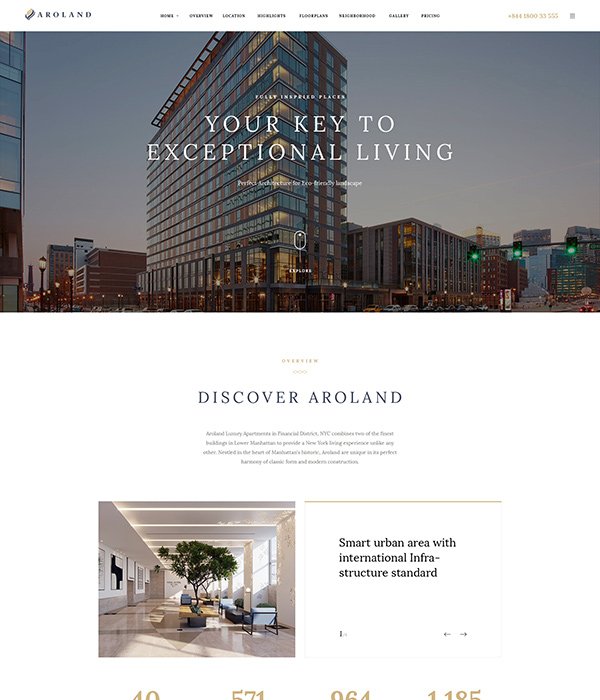 AROLAND
HOME OVERVIEW LOCATION HIGHLIGHTS FLOORPLANS NEIGHBORHOOD GALLERY PRICING
+844 1800 33 555
FULLY INSPRIED PLACES
YOUR KEY TO
EXCEPTIONAL LIVING
Perfect Architecture for Eco-friendly landscape
EXPLORE
OVERVIEW
DISCOVER AROLAND
Aroland Luxury Apartments in Financial District, NYC combines two of the finest
buildings in Lower Manhattan to provide a New York living experience unlike any
other. Nestled in the heart of Manhattan's historic, Aroland are unique in its perfect
harmony of classic form and modern construction.
Smart urban area with
international Infra-
structure standard
40 571 964 1,185